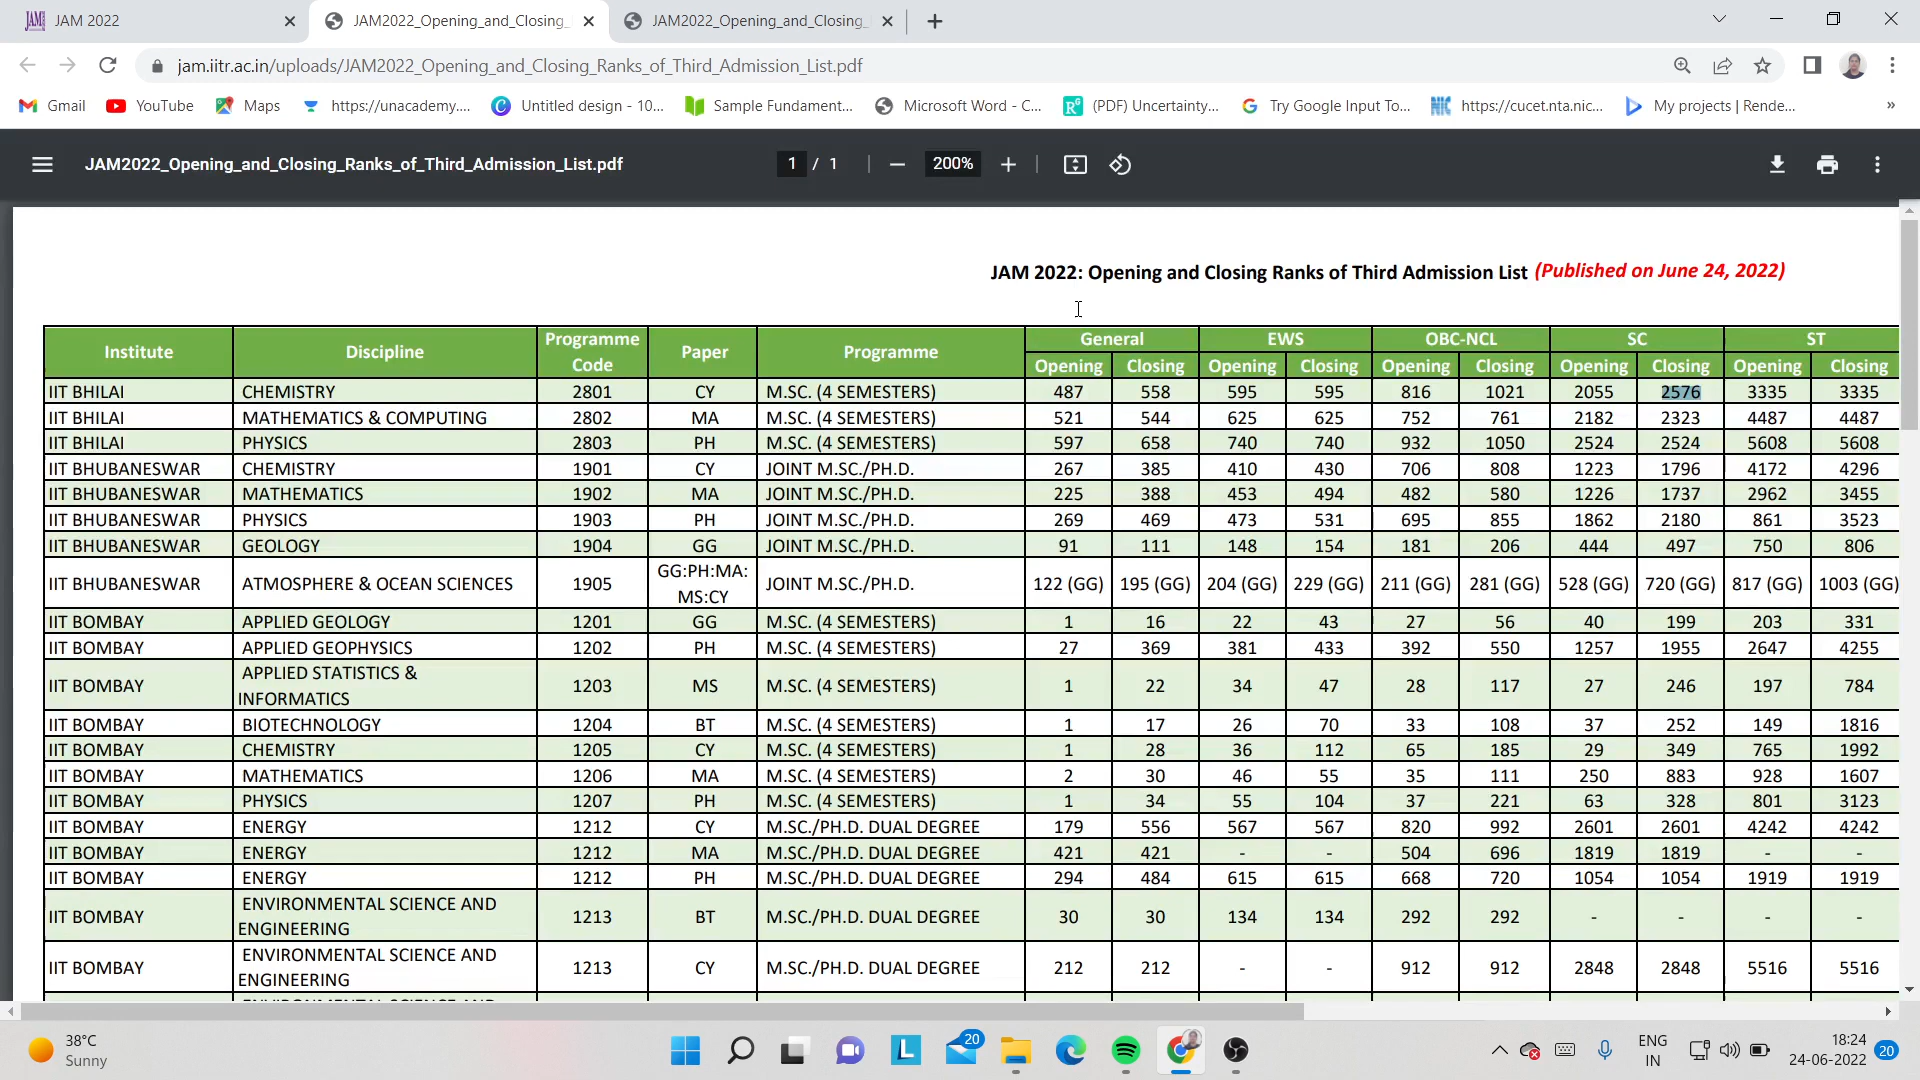 JAM 2022
JAM2022_Opening_and_Closing_
JAM2022_Opening_and_Closing_
jam.iitr.ac.in/uploads/JAM2022_Opening_and_Closing_Ranks_of_Third_Admission_List.pdf
Gmail YouTube Maps https://unacademy.... Untitled design - 10... Sample Fundament... Microsoft Word - C... (PDF) Uncertainty... Try Google Input To... https://cucet.nta.nic... My projects | Rende... »
JAM2022_Opening_and_Closing_Ranks_of_Third_Admission_List.pdf 1 / 1 200%
JAM 2022: Opening and Closing Ranks of Third Admission List (Published on June 24, 2022)
Institute Discipline Programme Code Paper Programme General EWS OBC-NCL SC ST
Opening Closing Opening Closing Opening Closing Opening Closing Opening Closing
IIT BHILAI CHEMISTRY 2801 CY M.SC. (4 SEMESTERS) 487 558 595 595 816 1021 2055 2576 3335 3335
IIT BHILAI MATHEMATICS & COMPUTING 2802 MA M.SC. (4 SEMESTERS) 521 544 625 625 752 761 2182 2323 4487 4487
IIT BHILAI PHYSICS 2803 PH M.SC. (4 SEMESTERS) 597 658 740 740 932 1050 2524 2524 5608 5608
IIT BHUBANESWAR CHEMISTRY 1901 CY JOINT M.SC./PH.D. 267 385 410 430 706 808 1223 1796 4172 4296
IIT BHUBANESWAR MATHEMATICS 1902 MA JOINT M.SC./PH.D. 225 388 453 494 482 580 1226 1737 2962 3455
IIT BHUBANESWAR PHYSICS 1903 PH JOINT M.SC./PH.D. 269 469 473 531 695 855 1862 2180 861 3523
IIT BHUBANESWAR GEOLOGY 1904 GG JOINT M.SC./PH.D. 91 111 148 154 181 206 444 497 750 806
IIT BHUBANESWAR ATMOSPHERE & OCEAN SCIENCES 1905 GG:PH:MA: MS:CY JOINT M.SC./PH.D. 122 (GG) 195 (GG) 204 (GG) 229 (GG) 211 (GG) 281 (GG) 528 (GG) 720 (GG) 817 (GG) 1003 (GG)
IIT BOMBAY APPLIED GEOLOGY 1201 GG M.SC. (4 SEMESTERS) 1 16 22 43 27 56 40 199 203 331
IIT BOMBAY APPLIED GEOPHYSICS 1202 PH M.SC. (4 SEMESTERS) 27 369 381 433 392 550 1257 1955 2647 4255
IIT BOMBAY APPLIED STATISTICS & INFORMATICS 1203 MS M.SC. (4 SEMESTERS) 1 22 34 47 28 117 27 246 197 784
IIT BOMBAY BIOTECHNOLOGY 1204 BT M.SC. (4 SEMESTERS) 1 17 26 70 33 108 37 252 149 1816
IIT BOMBAY CHEMISTRY 1205 CY M.SC. (4 SEMESTERS) 1 28 36 112 65 185 29 349 765 1992
IIT BOMBAY MATHEMATICS 1206 MA M.SC. (4 SEMESTERS) 2 30 46 55 35 111 250 883 928 1607
IIT BOMBAY PHYSICS 1207 PH M.SC. (4 SEMESTERS) 1 34 55 104 37 221 63 328 801 3123
IIT BOMBAY ENERGY 1212 CY M.SC./PH.D. DUAL DEGREE 179 556 567 567 820 992 2601 2601 4242 4242
IIT BOMBAY ENERGY 1212 MA M.SC./PH.D. DUAL DEGREE 421 421 - - 504 696 1819 1819 - -
IIT BOMBAY ENERGY 1212 PH M.SC./PH.D. DUAL DEGREE 294 484 615 615 668 720 1054 1054 1919 1919
IIT BOMBAY ENVIRONMENTAL SCIENCE AND ENGINEERING 1213 BT M.SC./PH.D. DUAL DEGREE 30 30 134 134 292 292 - - - -
IIT BOMBAY ENVIRONMENTAL SCIENCE AND ENGINEERING 1213 CY M.SC./PH.D. DUAL DEGREE 212 212 - - 912 912 2848 2848 5516 5516
38°C
Sunny
20
ENG
IN
18:24
24-06-2022
20